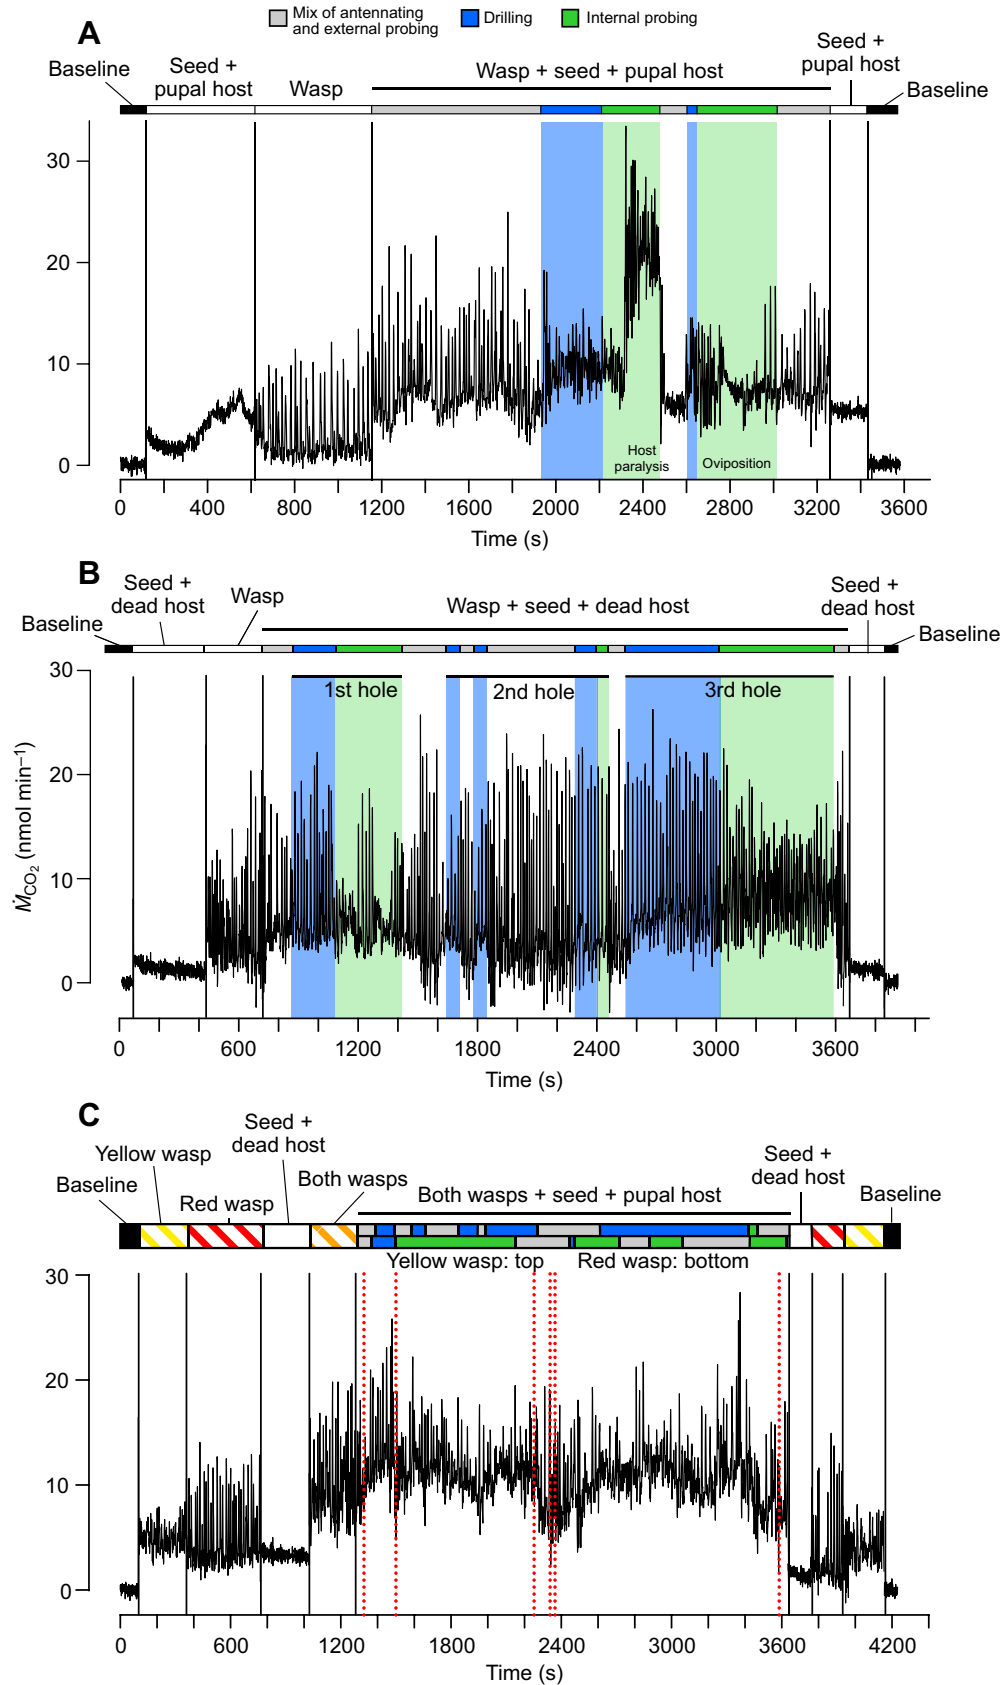 Mix of antennating
and external probing
Drilling
Internal probing
A
Baseline
Seed +
pupal host
Wasp
Wasp + seed + pupal host
Seed +
pupal host
Baseline
30
20
10
0
Host
paralysis
Oviposition
0 400 800 1200 1600 2000 2400 2800 3200 3600
Time (s)
B
Baseline
Seed +
dead host
Wasp
Wasp + seed + dead host
Seed +
dead host
Baseline
1st hole
2nd hole
3rd hole
30
20
10
0
ṀCO₂ (nmol min⁻¹)
0 600 1200 1800 2400 3000 3600
Time (s)
C
Baseline
Yellow wasp
Red wasp
Seed +
dead host
Both wasps
Both wasps + seed + pupal host
Seed +
dead host
Baseline
Yellow wasp: top
Red wasp: bottom
30
20
10
0
0 600 1200 1800 2400 3000 3600 4200
Time (s)